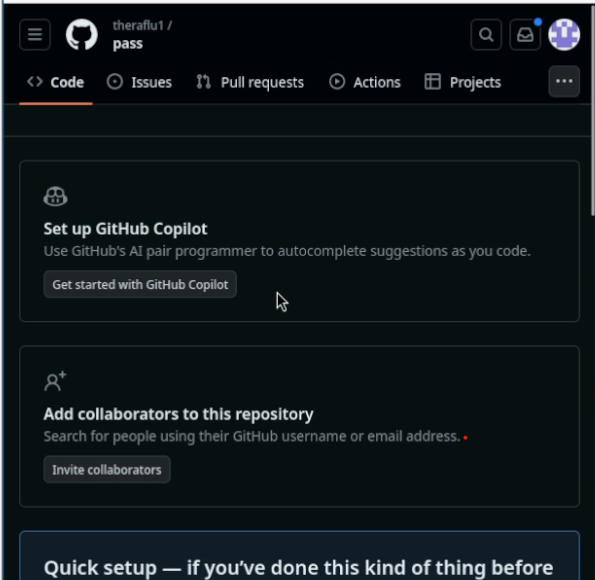 theraflu1 /
pass
Code Issues Pull requests Actions Projects
Set up GitHub Copilot
Use GitHub's AI pair programmer to autocomplete suggestions as you code.
Get started with GitHub Copilot
Add collaborators to this repository
Search for people using their GitHub username or email address.
Invite collaborators
Quick setup — if you've done this kind of thing before